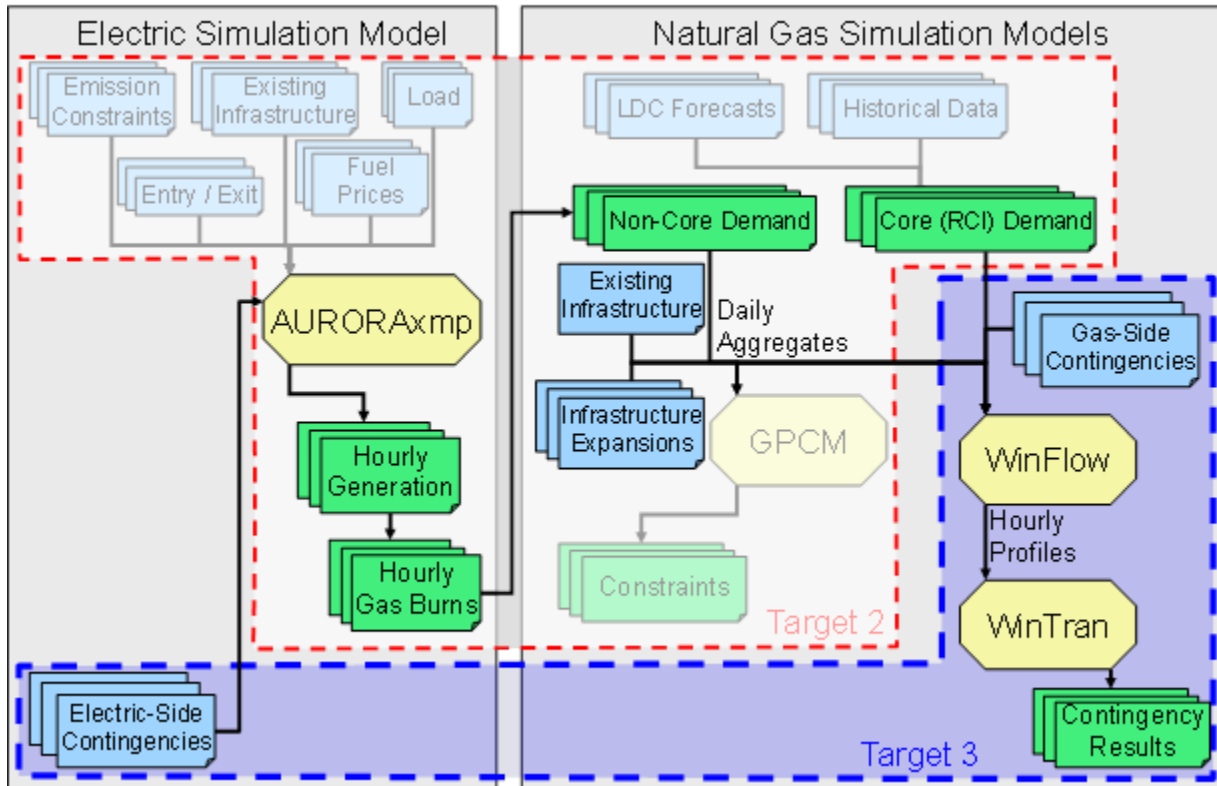 Electric Simulation Model
Natural Gas Simulation Models
Emission
Constraints
Existing
Infrastructure
Load
Entry / Exit
Fuel
Prices
LDC Forecasts
Historical Data
Non-Core Demand
Core (RCI) Demand
AURORAxmp
Existing
Infrastructure
Daily
Aggregates
Gas-Side
Contingencies
Infrastructure
Expansions
GPCM
WinFlow
Hourly
Generation
Hourly
Profiles
Hourly
Gas Burns
Constraints
Target 2
WinTran
Electric-Side
Contingencies
Contingency
Results
Target 3